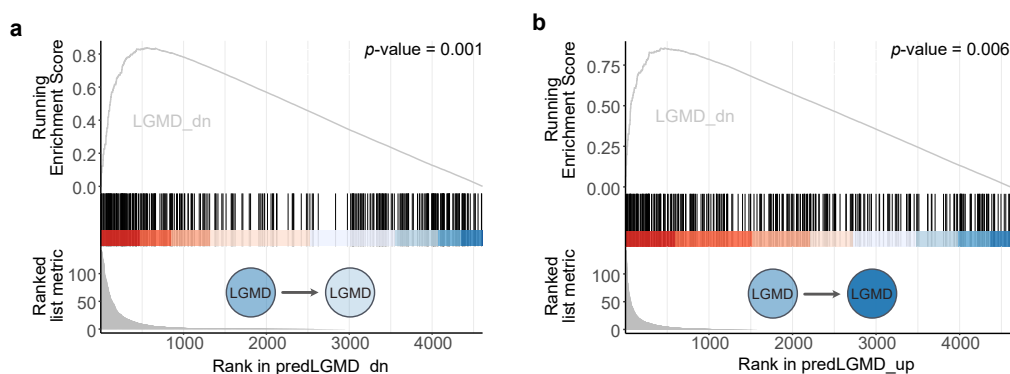 a
p-value = 0.001
Running
Enrichment Score
0.8
0.6
0.4
0.2
0.0
LGMD_dn
Ranked
list metric
100
50
0
LGMD
LGMD
1000
2000
3000
4000
Rank in predLGMD_dn
b
p-value = 0.006
Running
Enrichment Score
0.75
0.50
0.25
0.00
LGMD_dn
Ranked
list metric
100
50
0
LGMD
LGMD
1000
2000
3000
4000
Rank in predLGMD_up